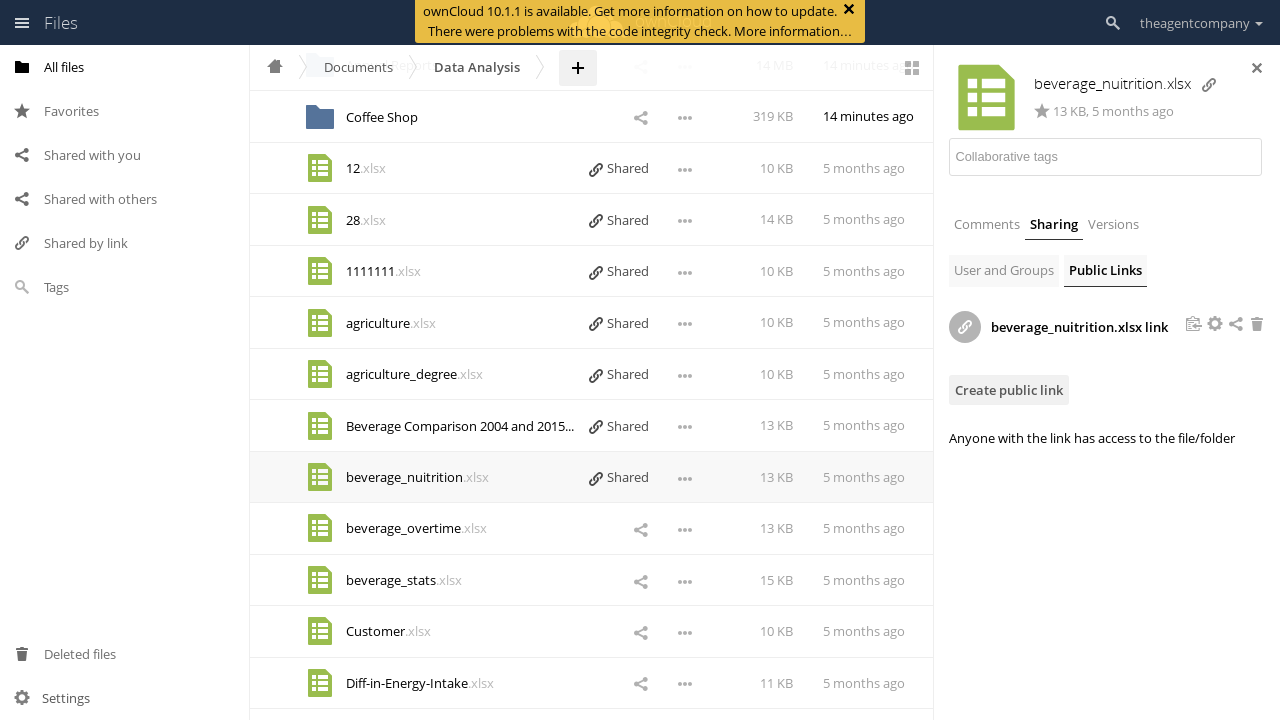 Files
ownCloud 10.1.1 is available. Get more information on how to update.
There were problems with the code integrity check. More information…
theagentcompany
All files
Favorites
Shared with you
Shared with others
Shared by link
Tags
Deleted files
Settings
Documents
Data Analysis
14 MB
Coffee Shop 319 KB 14 minutes ago
12.xlsx Shared 10 KB 5 months ago
28.xlsx Shared 14 KB 5 months ago
1111111.xlsx Shared 10 KB 5 months ago
agriculture.xlsx Shared 10 KB 5 months ago
agriculture_degree.xlsx Shared 10 KB 5 months ago
Beverage Comparison 2004 and 2015... Shared 13 KB 5 months ago
beverage_nuitrition.xlsx Shared 13 KB 5 months ago
beverage_overtime.xlsx 13 KB 5 months ago
beverage_stats.xlsx 15 KB 5 months ago
Customer.xlsx 10 KB 5 months ago
Diff-in-Energy-Intake.xlsx 11 KB 5 months ago
beverage_nuitrition.xlsx
13 KB, 5 months ago
Collaborative tags
Comments Sharing Versions
User and Groups Public Links
beverage_nuitrition.xlsx link
Create public link
Anyone with the link has access to the file/folder